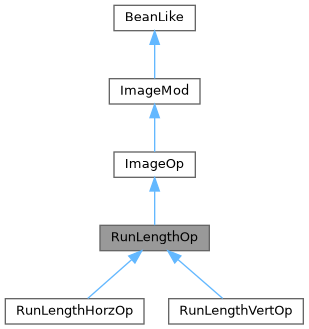 BeanLike
ImageMod
ImageOp
RunLengthOp
RunLengthHorzOp
RunLengthVertOp